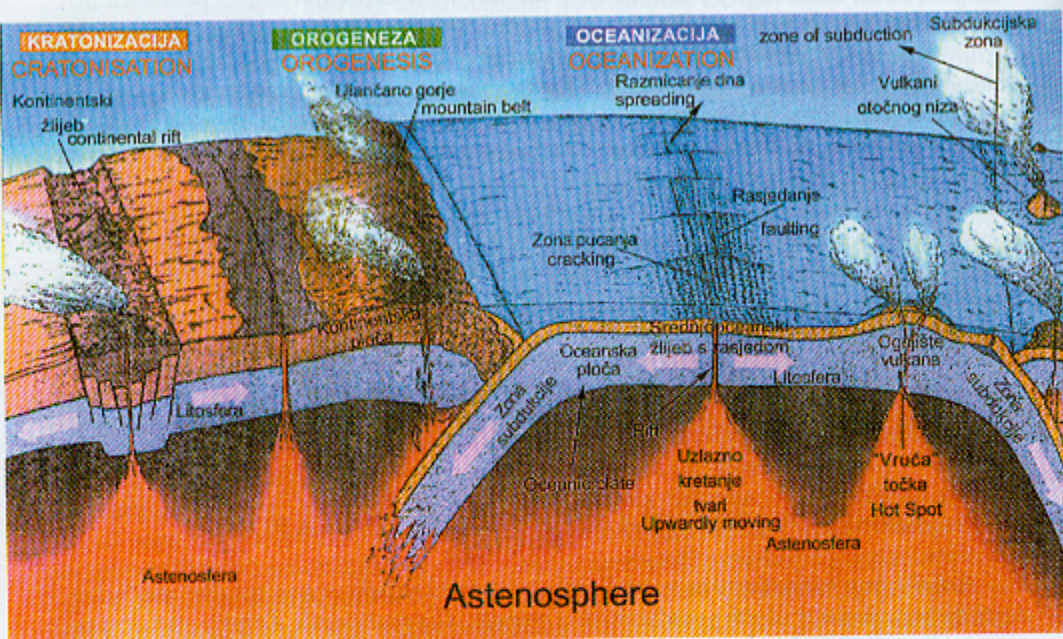 KRATONIZACIJA
CRATONISATION
OROGENEZA
OROGENESIS
OCEANIZACIJA
OCEANIZATION
zone of subduction
Subdukcijska
zona
Kontinentski
žlijeb
continental rift
Ulančano gorje
mountain belt
Razmicanje dna
spreading
Vulkani
otočnog niza
Rasjedanje
faulting
Zona pucanja
cracking
Kontinentska
ploča
Srednjooceanski
žlijeb s rasjedom
Oceanska
ploča
Ognjište
vulkana
Litosfera
Litosfera
Zona
subdukcije
Zona
subdukcije
Rift
Oceanic plate
Uzlazno
kretanje
tvari
Upwardly moving
"Vruća"
točka
Hot Spot
Astenosfera
Astenosfera
Astenosphere